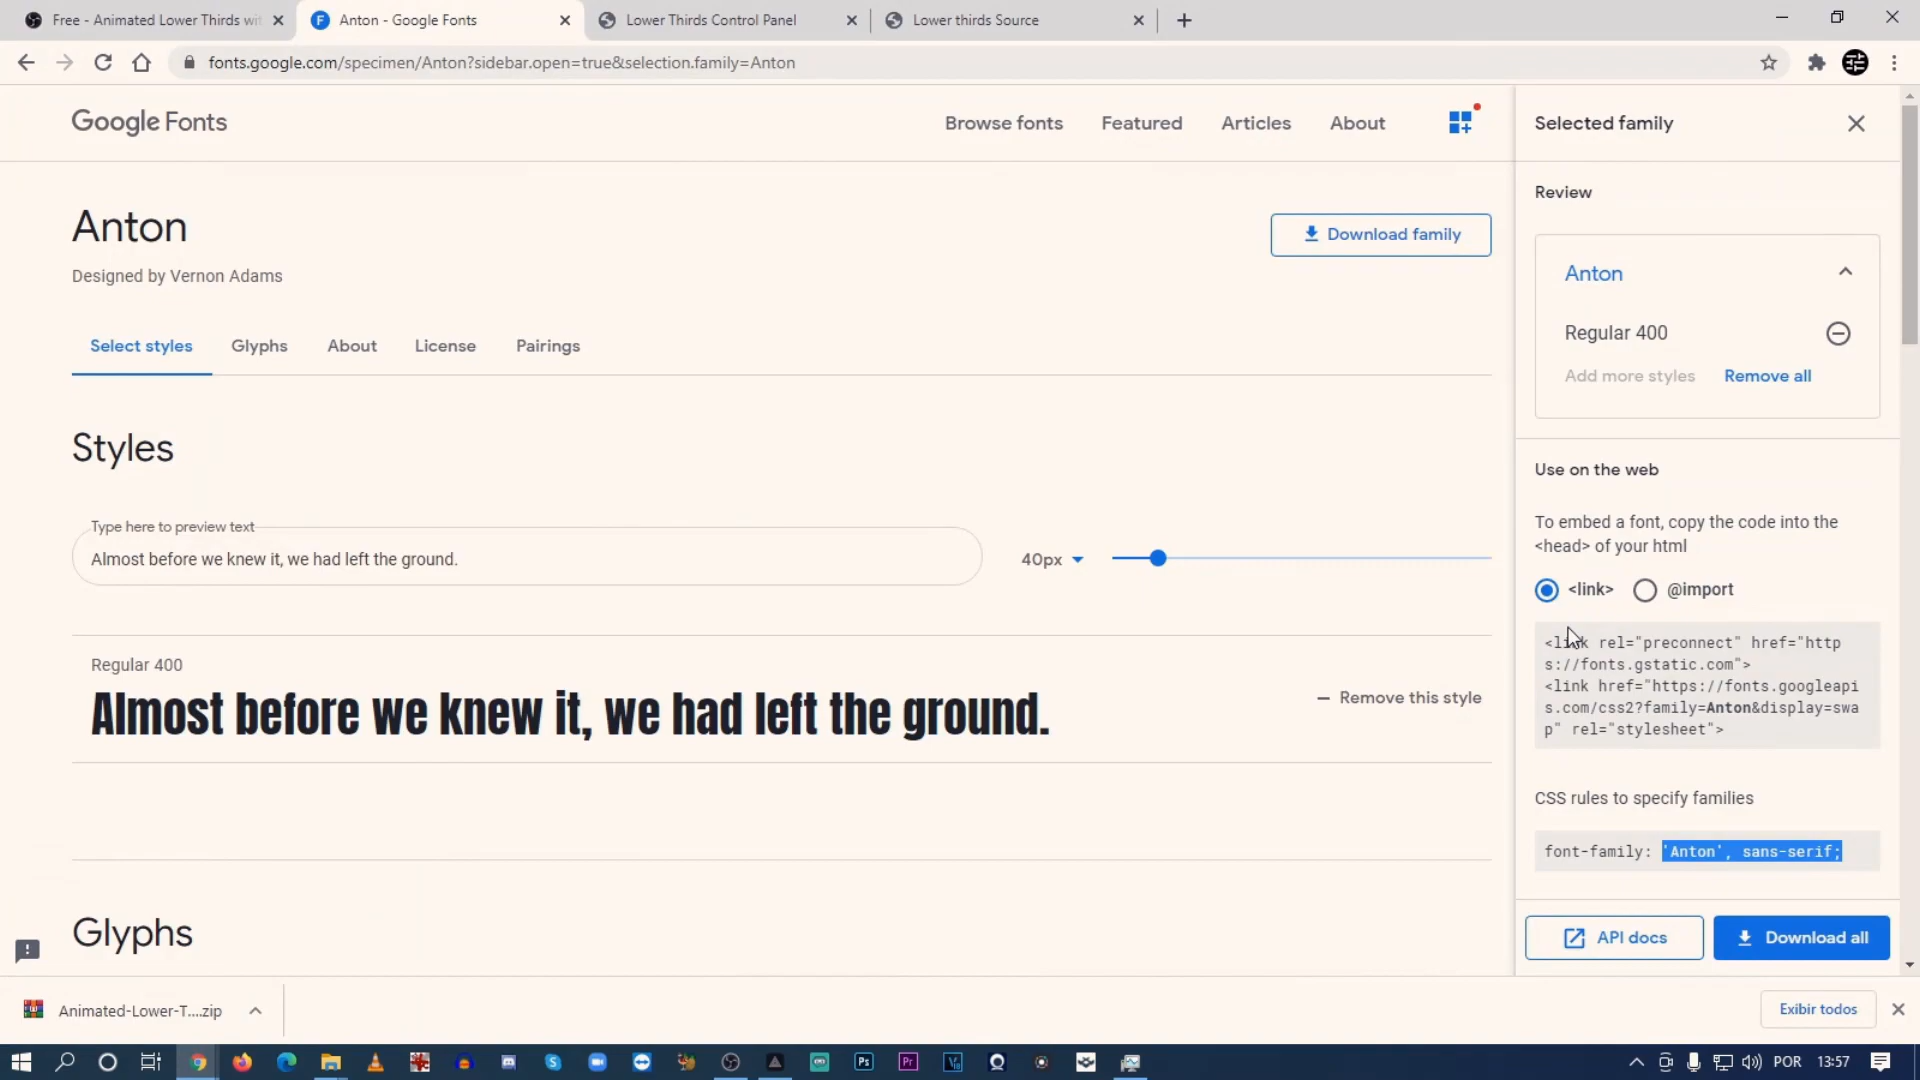 Free - Animated Lower Thirds wit
Anton - Google Fonts
Lower Thirds Control Panel
Lower thirds Source
fonts.google.com/specimen/Anton?sidebar.open=true&selection.family=Anton
Google Fonts
Browse fonts
Featured
Articles
About
Selected family
Anton
Designed by Vernon Adams
Download family
Select styles
Glyphs
About
License
Pairings
Styles
Type here to preview text
Almost before we knew it, we had left the ground.
40px
Regular 400
Almost before we knew it, we had left the ground.
Remove this style
Glyphs
Review
Anton
Regular 400
Add more styles
Remove all
Use on the web
To embed a font, copy the code into the
<head> of your html
<link>
@import
<link rel="preconnect" href="http
s://fonts.gstatic.com">
<link href="https://fonts.googleapi
s.com/css2?family=Anton&display=swa
p" rel="stylesheet">
CSS rules to specify families
font-family: 'Anton', sans-serif;
API docs
Download all
Animated-Lower-T....zip
Exibir todos
Ps
Pr
POR
13:57